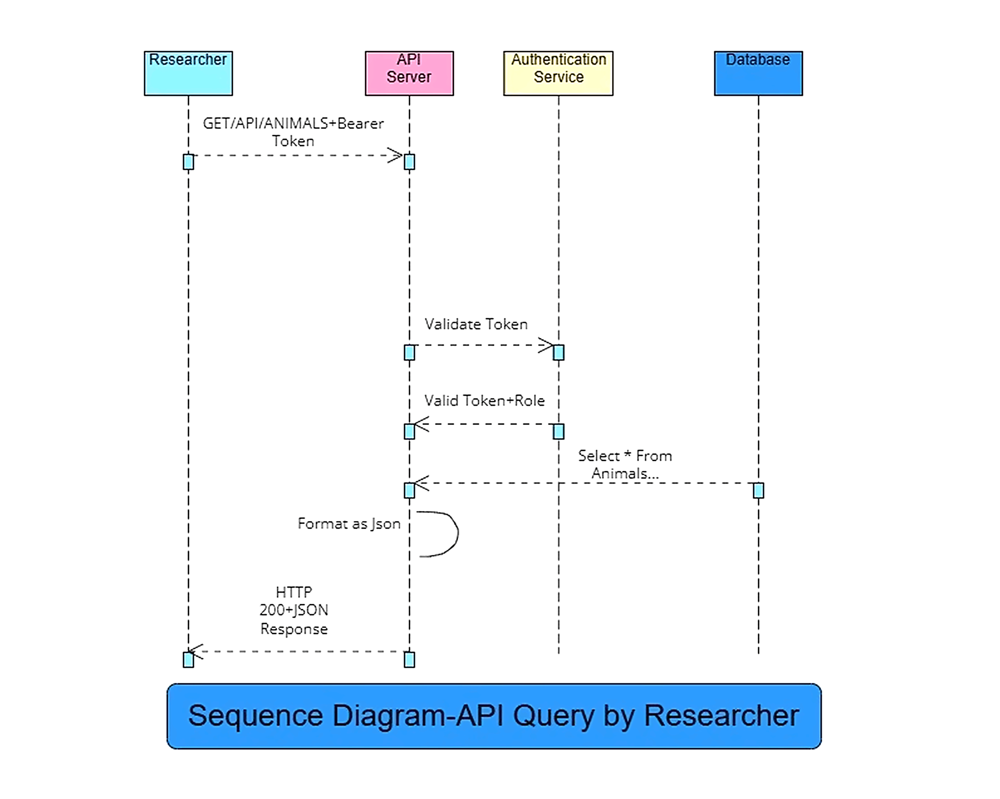 Researcher
API
Server
Authentication
Service
Database
GET/API/ANIMALS+Bearer
Token
Validate Token
Valid Token+Role
Select * From
Animals...
Format as Json
HTTP
200+JSON
Response
Sequence Diagram-API Query by Researcher